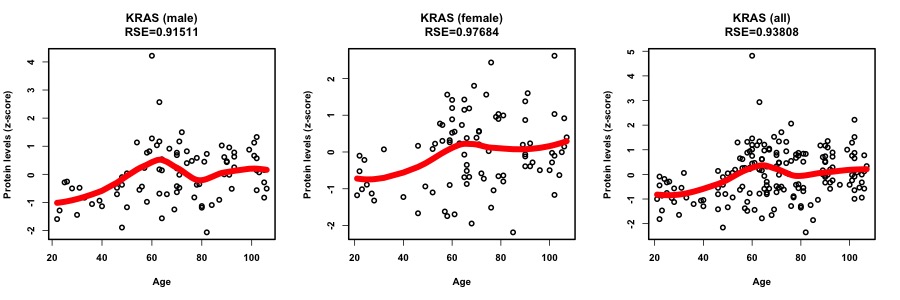 KRAS (male)
RSE=0.91511
Protein levels (z-score)
4
3
2
1
0
-1
-2
20 40 60 80 100
Age
KRAS (female)
RSE=0.97684
Protein levels (z-score)
2
1
0
-1
-2
20 40 60 80 100
Age
KRAS (all)
RSE=0.93808
Protein levels (z-score)
5
4
3
2
1
0
-1
-2
20 40 60 80 100
Age